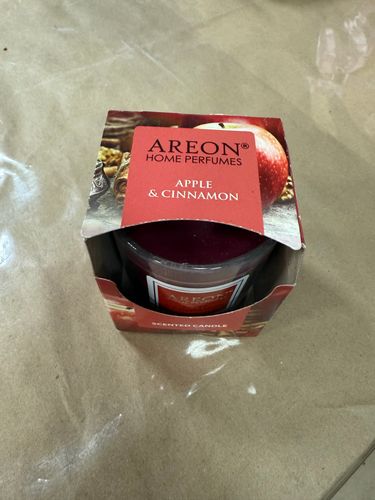 AREON®
HOME PERFUMES
APPLE
& CINNAMON
AREON®
SCENTED CANDLE